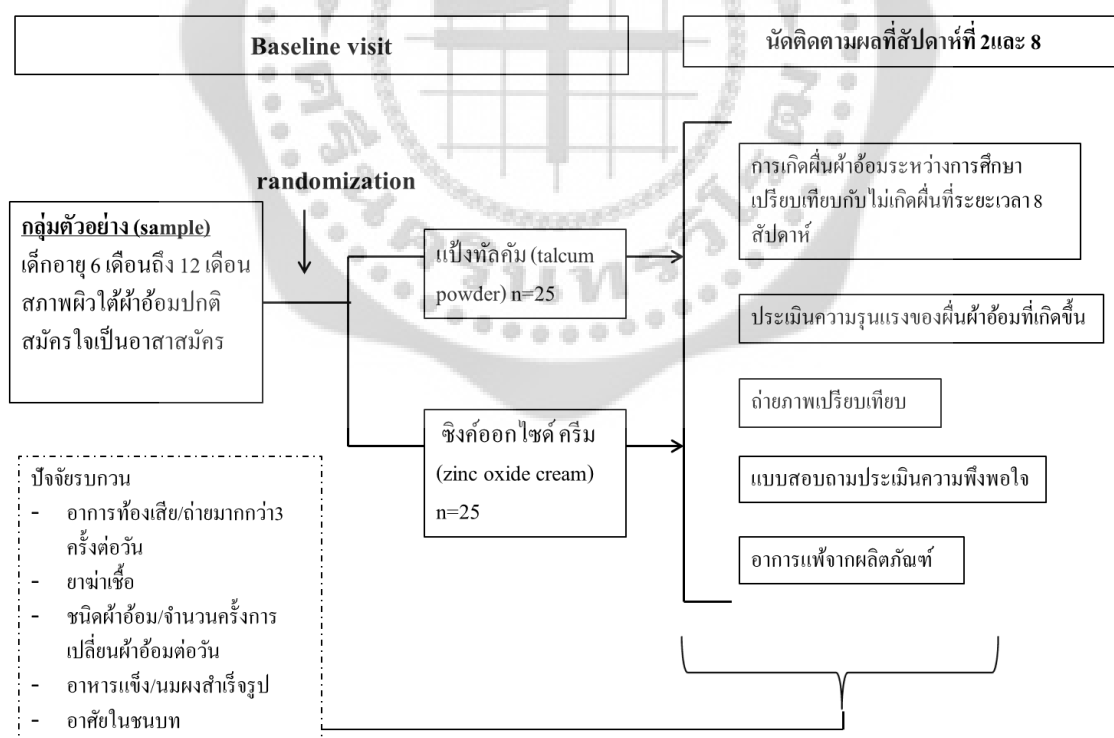 Baseline visit
นัดติดตามผลที่สัปดาห์ที่ 2และ 8
randomization
กลุ่มตัวอย่าง (sample)
เด็กอายุ 6 เดือนถึง 12 เดือน
สภาพผิวใต้ผ้าอ้อมปกติ
สมัครใจเป็นอาสาสมัคร
แป้งทัลคัม (talcum
powder) n=25
ซิงค์ออกไซด์ ครีม
(zinc oxide cream)
n=25
การเกิดผื่นผ้าอ้อมระหว่างการศึกษา
เปรียบเทียบกับไม่เกิดผื่นที่ระยะเวลา 8
สัปดาห์
ประเมินความรุนแรงของผื่นผ้าอ้อมที่เกิดขึ้น
ถ่ายภาพเปรียบเทียบ
แบบสอบถามประเมินความพึงพอใจ
อาการแพ้จากผลิตภัณฑ์
ปัจจัยรบกวน
- อาการท้องเสีย/ถ่ายมากกว่า3
ครั้งต่อวัน
- ยาฆ่าเชื้อ
- ชนิดผ้าอ้อม/จำนวนครั้งการ
เปลี่ยนผ้าอ้อมต่อวัน
- อาหารแข็ง/นมผงสำเร็จรูป
- อาศัยในชนบท